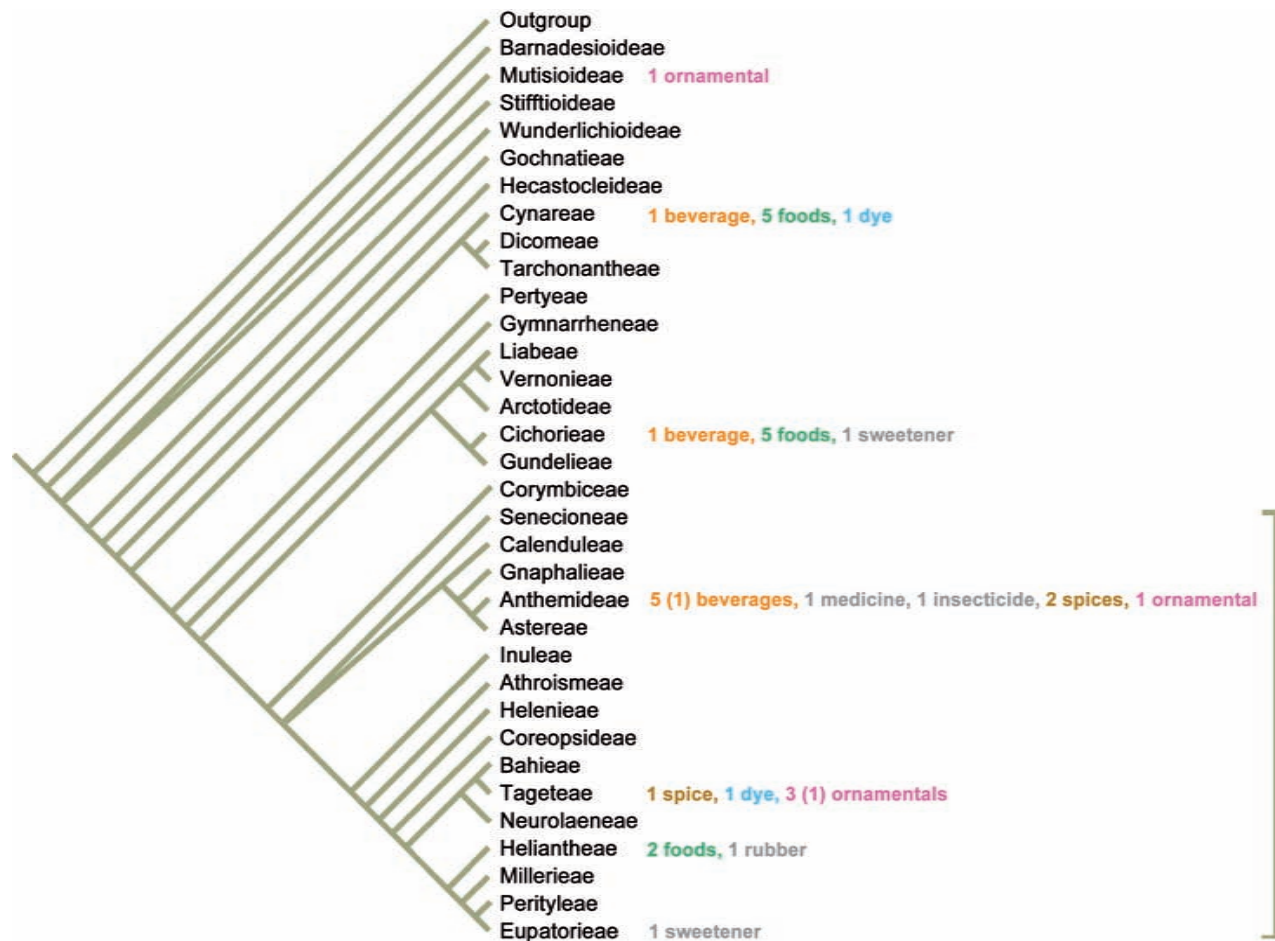 Outgroup
Barnadesioideae
Mutisioideae 1 ornamental
Stifftioideae
Wunderlichioideae
Gochnatieae
Hecastocleideae
Cynareae 1 beverage, 5 foods, 1 dye
Dicomeae
Tarchonantheae
Pertyeae
Gymnarrheneae
Liabeae
Vernonieae
Arctotideae
Cichorieae 1 beverage, 5 foods, 1 sweetener
Gundelieae
Corymbiceae
Senecioneae
Calenduleae
Gnaphalieae
Anthemideae 5 (1) beverages, 1 medicine, 1 insecticide, 2 spices, 1 ornamental
Astereae
Inuleae
Athroismeae
Helenieae
Coreopsideae
Bahieae
Tageteae 1 spice, 1 dye, 3 (1) ornamentals
Neurolaeneae
Heliantheae 2 foods, 1 rubber
Millerieae
Perityleae
Eupatorieae 1 sweetener